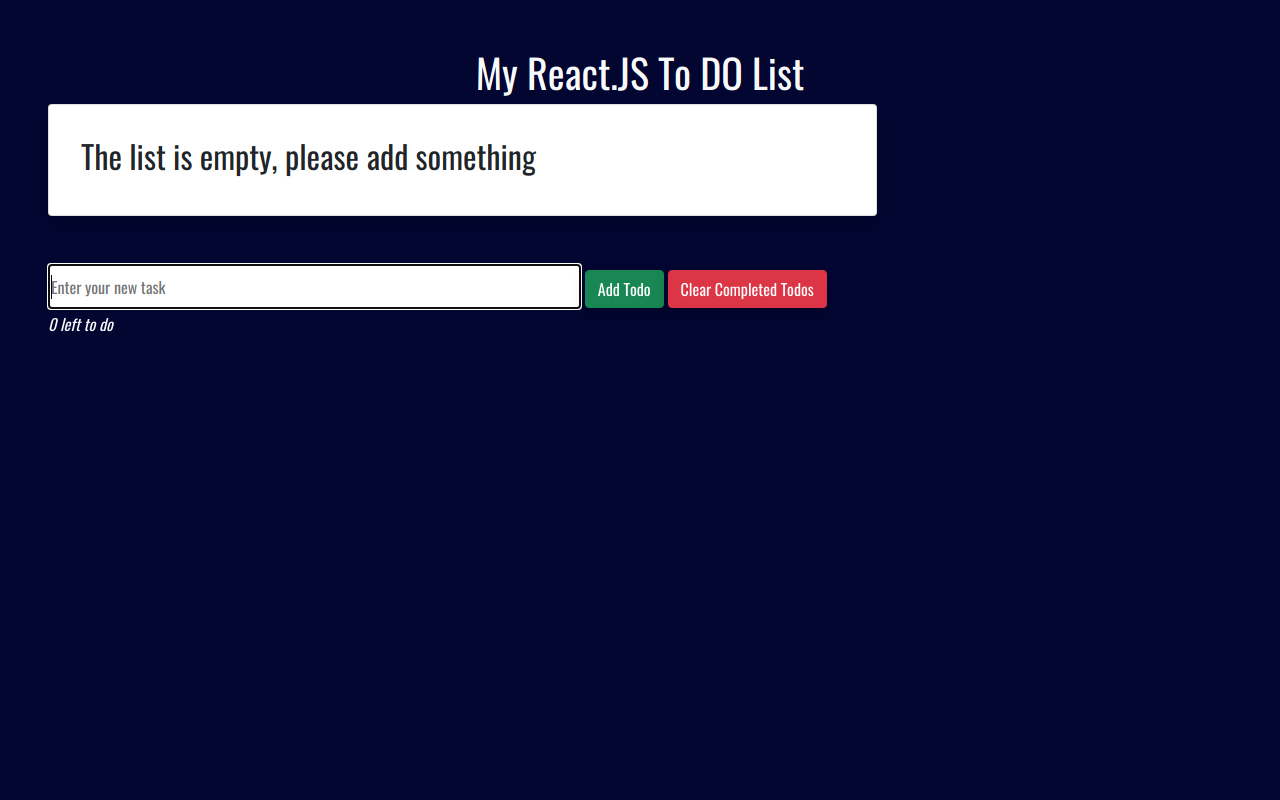 My React.JS To DO List
The list is empty, please add something
Enter your new task
Add Todo
Clear Completed Todos
0 left to do